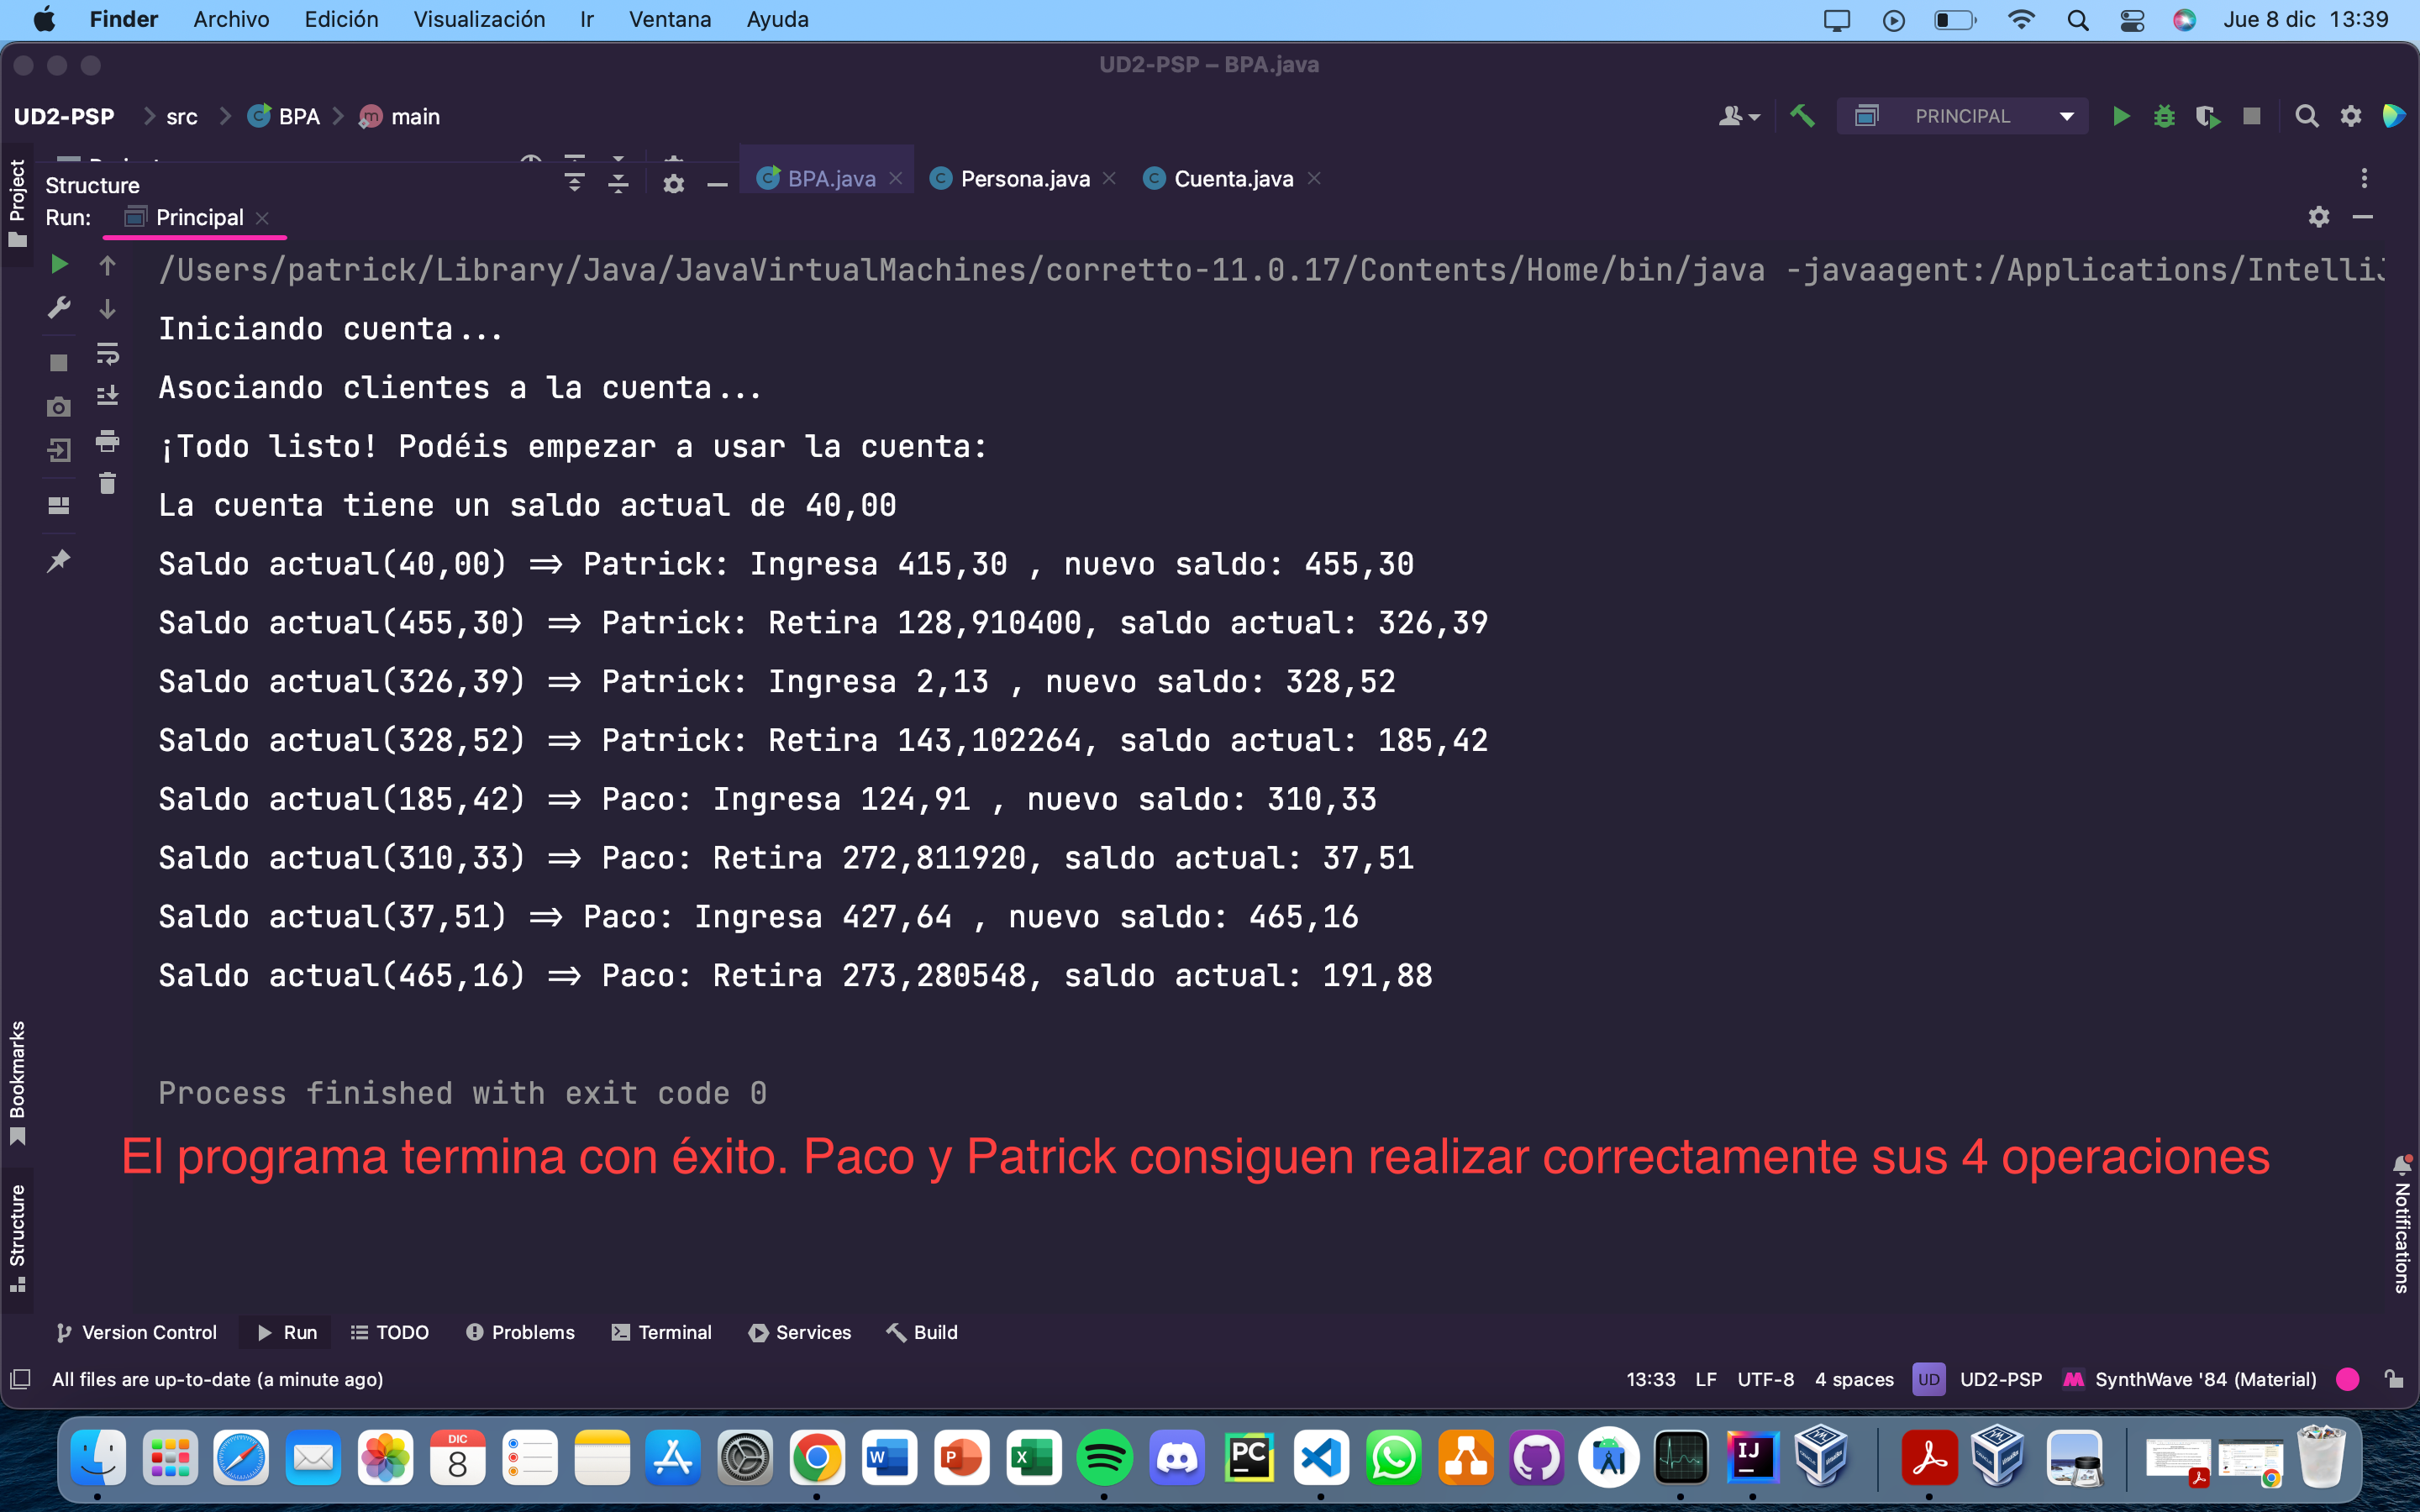 Finder Archivo Edición Visualización Ir Ventana Ayuda Jue 8 dic 13:39
UD2-PSP – BPA.java
UD2-PSP src BPA main PRINCIPAL
Project
Structure BPA.java Persona.java Cuenta.java
Run: Principal
/Users/patrick/Library/Java/JavaVirtualMachines/corretto-11.0.17/Contents/Home/bin/java -javaagent:/Applications/IntelliJ
Iniciando cuenta...
Asociando clientes a la cuenta...
¡Todo listo! Podéis empezar a usar la cuenta:
La cuenta tiene un saldo actual de 40,00
Saldo actual(40,00) => Patrick: Ingresa 415,30 , nuevo saldo: 455,30
Saldo actual(455,30) => Patrick: Retira 128,910400, saldo actual: 326,39
Saldo actual(326,39) => Patrick: Ingresa 2,13 , nuevo saldo: 328,52
Saldo actual(328,52) => Patrick: Retira 143,102264, saldo actual: 185,42
Saldo actual(185,42) => Paco: Ingresa 124,91 , nuevo saldo: 310,33
Saldo actual(310,33) => Paco: Retira 272,811920, saldo actual: 37,51
Saldo actual(37,51) => Paco: Ingresa 427,64 , nuevo saldo: 465,16
Saldo actual(465,16) => Paco: Retira 273,280548, saldo actual: 191,88
Process finished with exit code 0
El programa termina con éxito. Paco y Patrick consiguen realizar correctamente sus 4 operaciones
Bookmarks
Structure
Notifications
Version Control Run TODO Problems Terminal Services Build
All files are up-to-date (a minute ago) 13:33 LF UTF-8 4 spaces UD UD2-PSP SynthWave '84 (Material)
DIC
8
W P X PC IJ